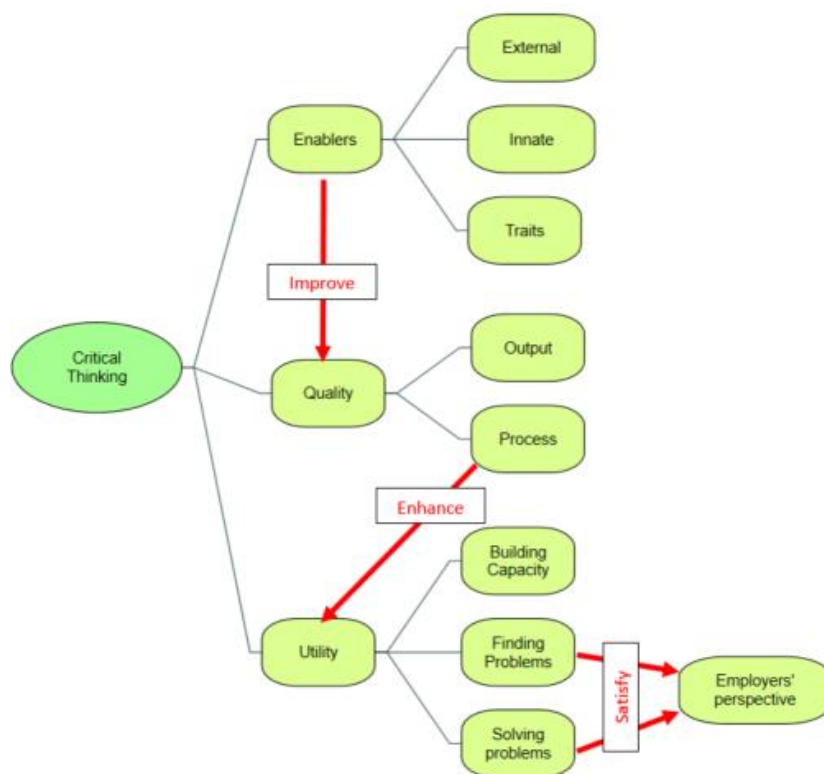 External
Enablers
Innate
Traits
Improve
Critical
Thinking
Output
Quality
Process
Enhance
Building
Capacity
Utility
Finding
Problems
Satisfy
Employers'
perspective
Solving
problems